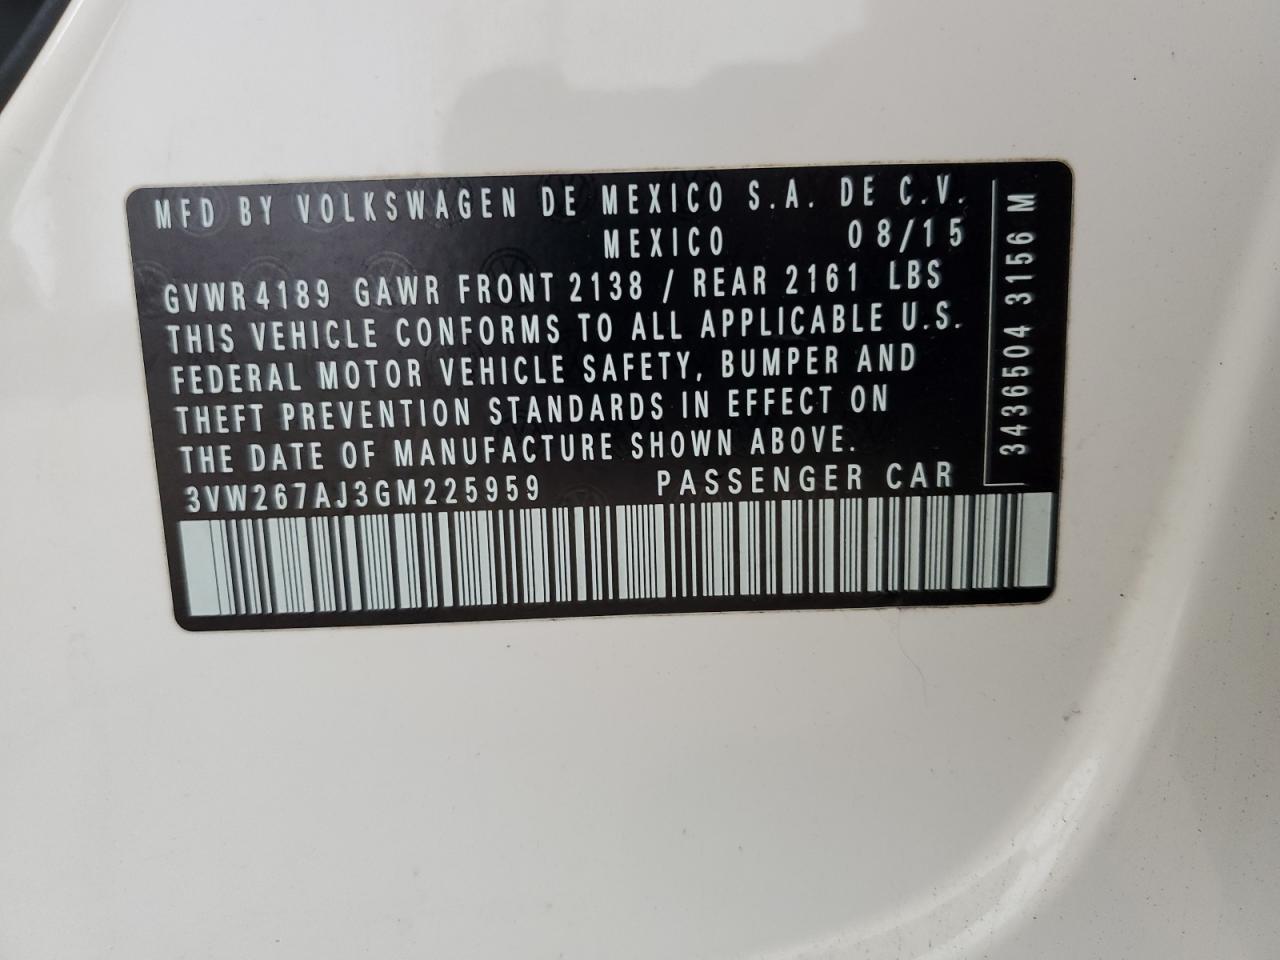 MFD BY VOLKSWAGEN DE MEXICO S.A. DE C.V.
MEXICO 08/15
GVWR 4189 GAWR FRONT 2138 / REAR 2161 LBS
THIS VEHICLE CONFORMS TO ALL APPLICABLE U.S.
FEDERAL MOTOR VEHICLE SAFETY, BUMPER AND
THEFT PREVENTION STANDARDS IN EFFECT ON
THE DATE OF MANUFACTURE SHOWN ABOVE.
3VW267AJ3GM225959 PASSENGER CAR
3436504 3156 M